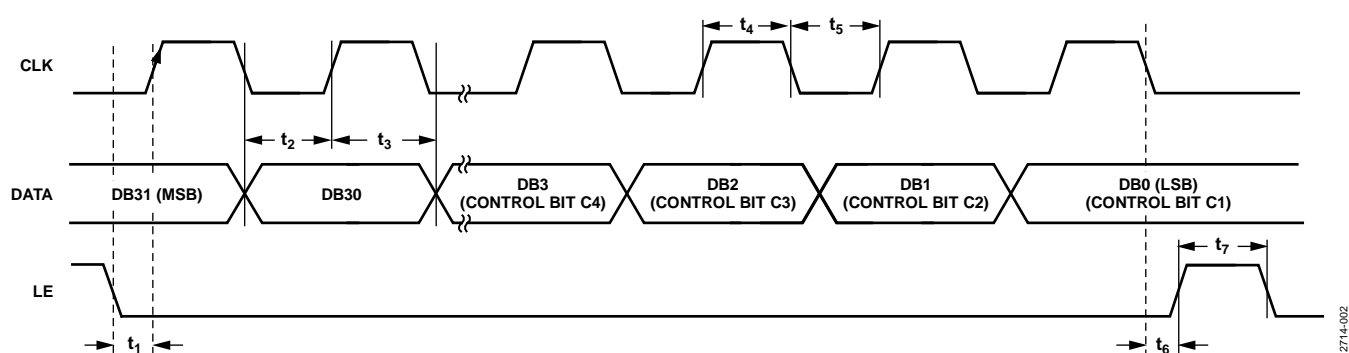 t4
t5
CLK
t2
t3
DATA
DB31 (MSB)
DB30
DB3
(CONTROL BIT C4)
DB2
(CONTROL BIT C3)
DB1
(CONTROL BIT C2)
DB0 (LSB)
(CONTROL BIT C1)
t7
LE
t1
t6
2714-002